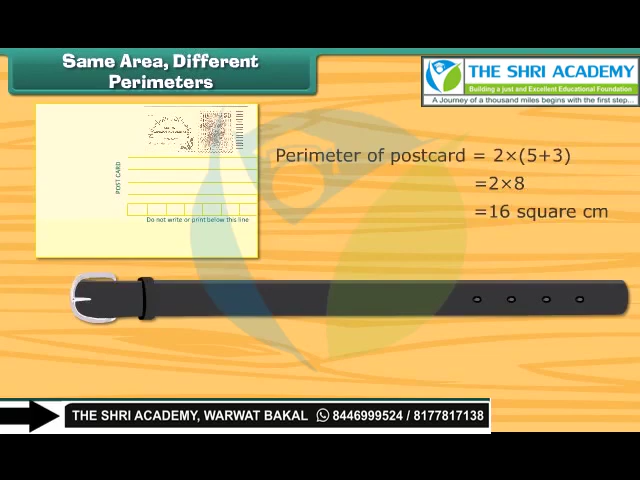 Same Area, Different
Perimeters
THE SHRI ACADEMY
Building a just and Excellent Educational Foundation
A Journey of a thousand miles begins with the first step...
Perimeter of postcard = 2×(5+3)
=2×8
=16 square cm
POST CARD
Do not write or print below this line
THE SHRI ACADEMY, WARWAT BAKAL 8446999524 / 8177817138